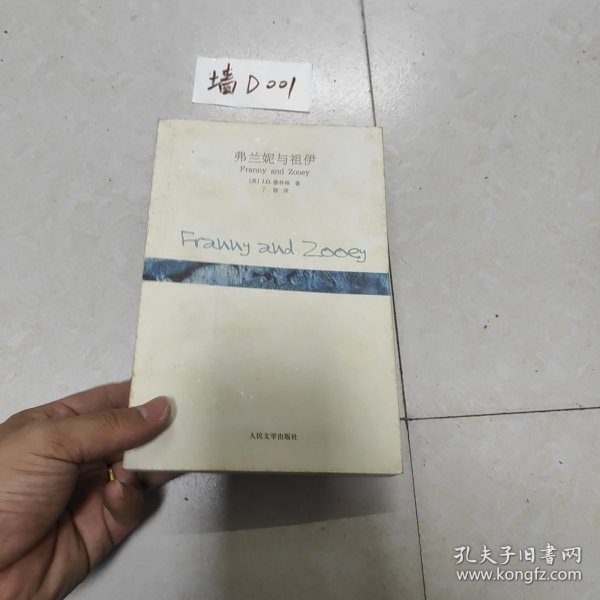 墙D001
弗兰妮与祖伊
Franny and Zooey
(美) J.D. 塞林格 著
丁骏 译
Franny and Zooey
人民文学出版社
孔夫子旧书网
www.kongfz.com